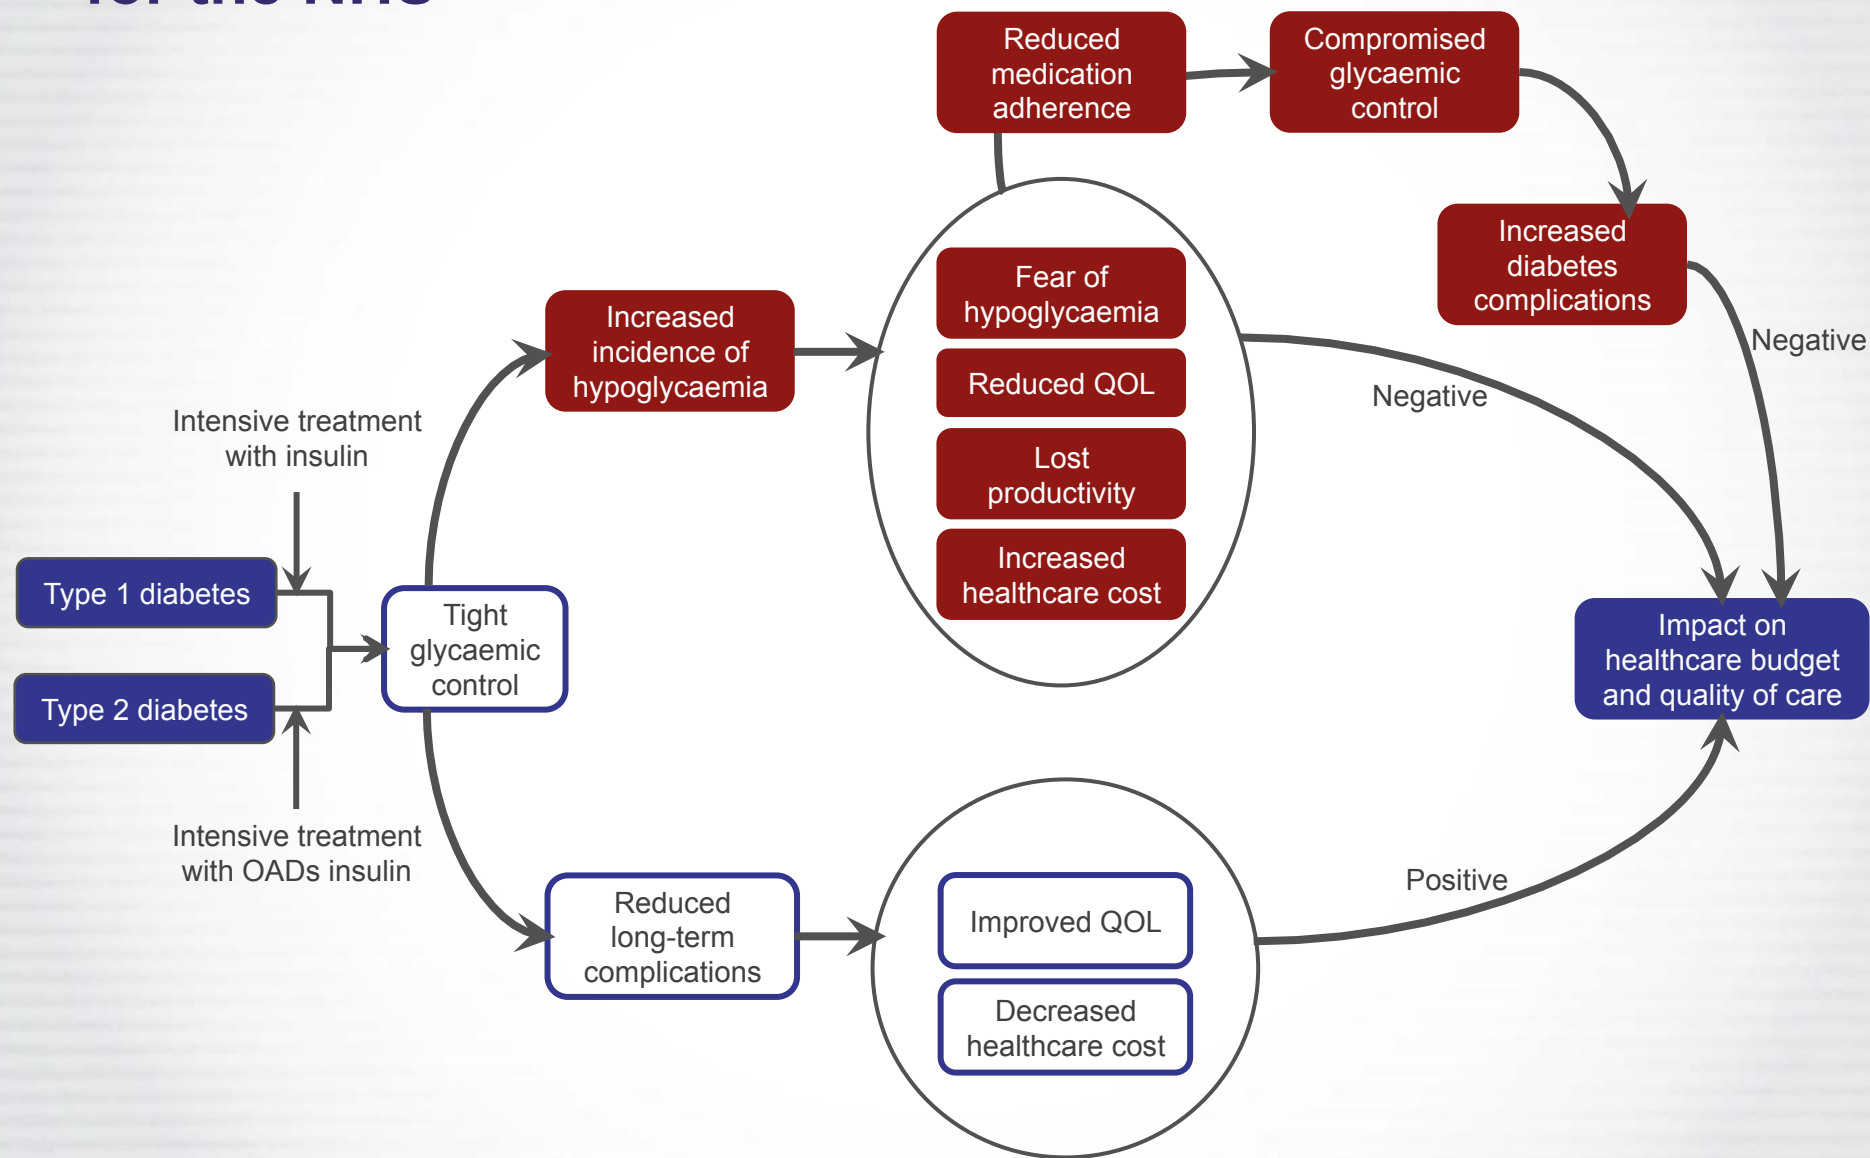 for the NHS
Reduced
medication
adherence
Compromised
glycaemic
control
Increased
diabetes
complications
Negative
Fear of
hypoglycaemia
Reduced QOL
Lost
productivity
Increased
healthcare cost
Negative
Increased
incidence of
hypoglycaemia
Intensive treatment
with insulin
Type 1 diabetes
Type 2 diabetes
Tight
glycaemic
control
Intensive treatment
with OADs insulin
Impact on
healthcare budget
and quality of care
Reduced
long-term
complications
Improved QOL
Decreased
healthcare cost
Positive